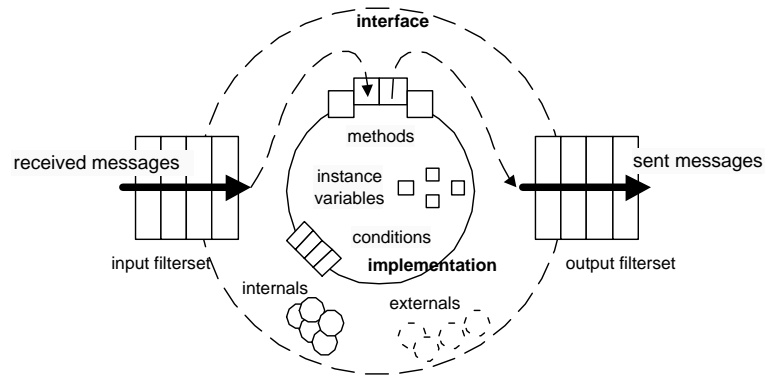 interface
methods
received messages
sent messages
instance
variables
conditions
implementation
input filterset
output filterset
internals
externals